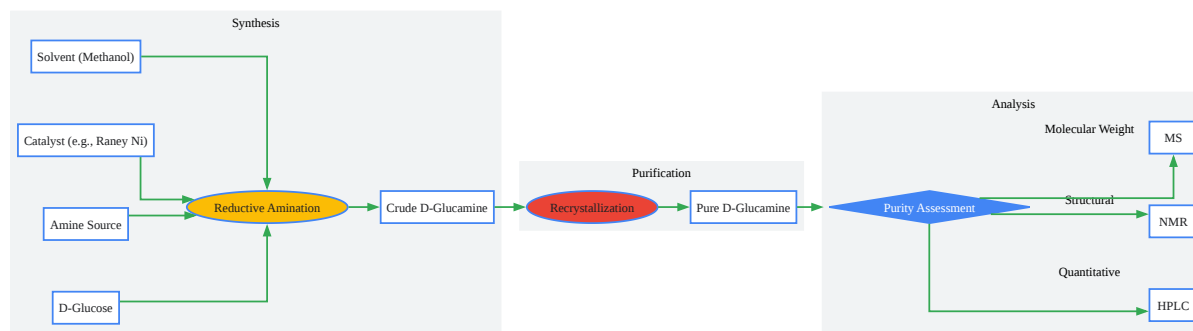 Synthesis
Solvent (Methanol)
Catalyst (e.g., Raney Ni)
Amine Source
D-Glucose
Reductive Amination
Crude D-Glucamine
Purification
Recrystallization
Pure D-Glucamine
Analysis
Purity Assessment
Molecular Weight
MS
Structural
NMR
Quantitative
HPLC